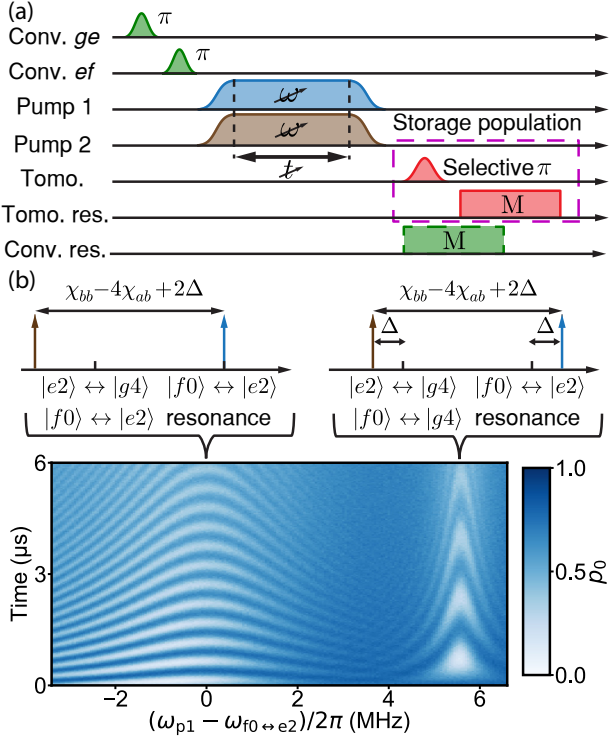 (a)
Conv. ge π
Conv. ef π
Pump 1 ω
Pump 2 ω
Storage population
t
Tomo. Selective π
Tomo. res. M
Conv. res. M
(b)
χbb−4χab+2Δ χbb−4χab+2Δ
Δ Δ
|e2⟩ ↔ |g4⟩ |f0⟩ ↔ |e2⟩ |e2⟩ ↔ |g4⟩ |f0⟩ ↔ |e2⟩
|f0⟩ ↔ |e2⟩ resonance |f0⟩ ↔ |g4⟩ resonance
6 1.0
3 0.5 p0
0 0.0
Time (μs)
−2 0 2 4 6
(ωp1 − ωf0↔e2)/2π (MHz)